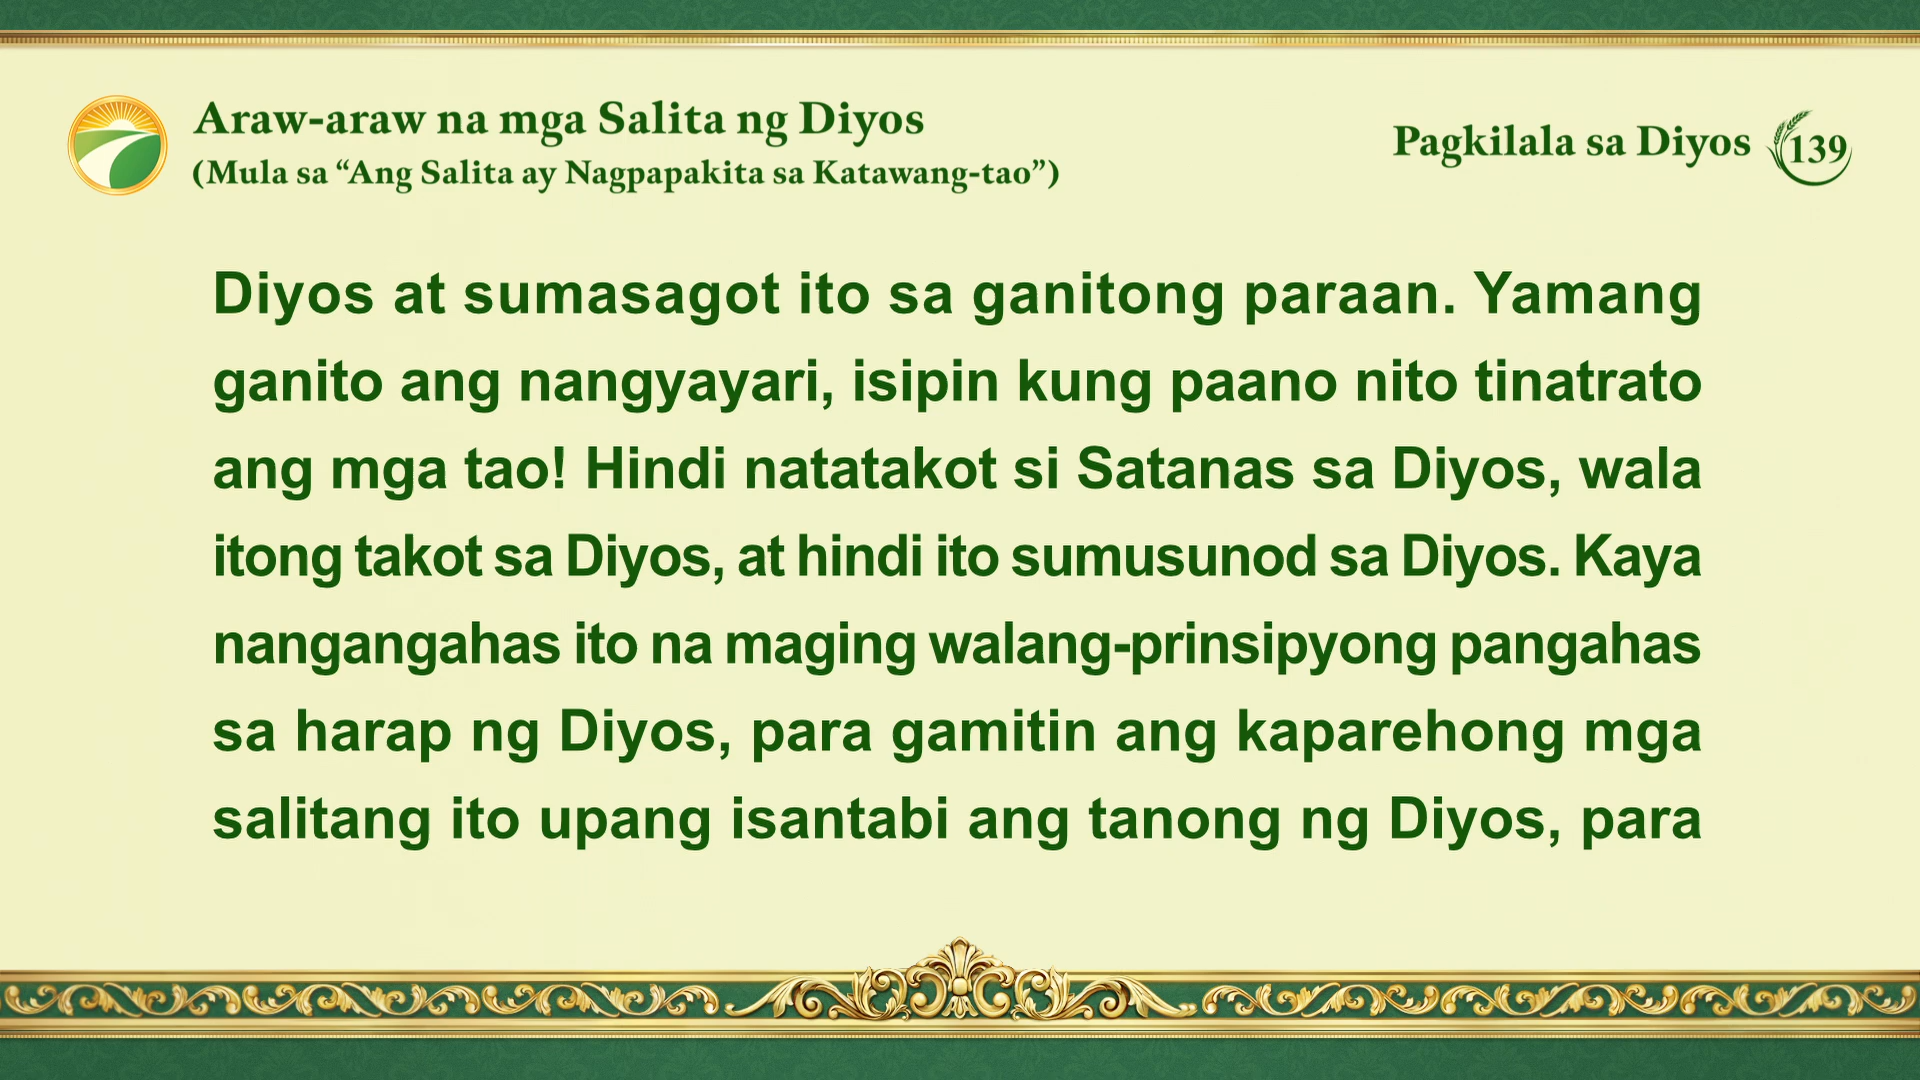 Araw-araw na mga Salita ng Diyos
(Mula sa “Ang Salita ay Nagpapakita sa Katawang-tao”)
Pagkilala sa Diyos 139
Diyos at sumasagot ito sa ganitong paraan. Yamang
ganito ang nangyayari, isipin kung paano nito tinatrato
ang mga tao! Hindi natatakot si Satanas sa Diyos, wala
itong takot sa Diyos, at hindi ito sumusunod sa Diyos. Kaya
nangangahas ito na maging walang-prinsipyong pangahas
sa harap ng Diyos, para gamitin ang kaparehong mga
salitang ito upang isantabi ang tanong ng Diyos, para